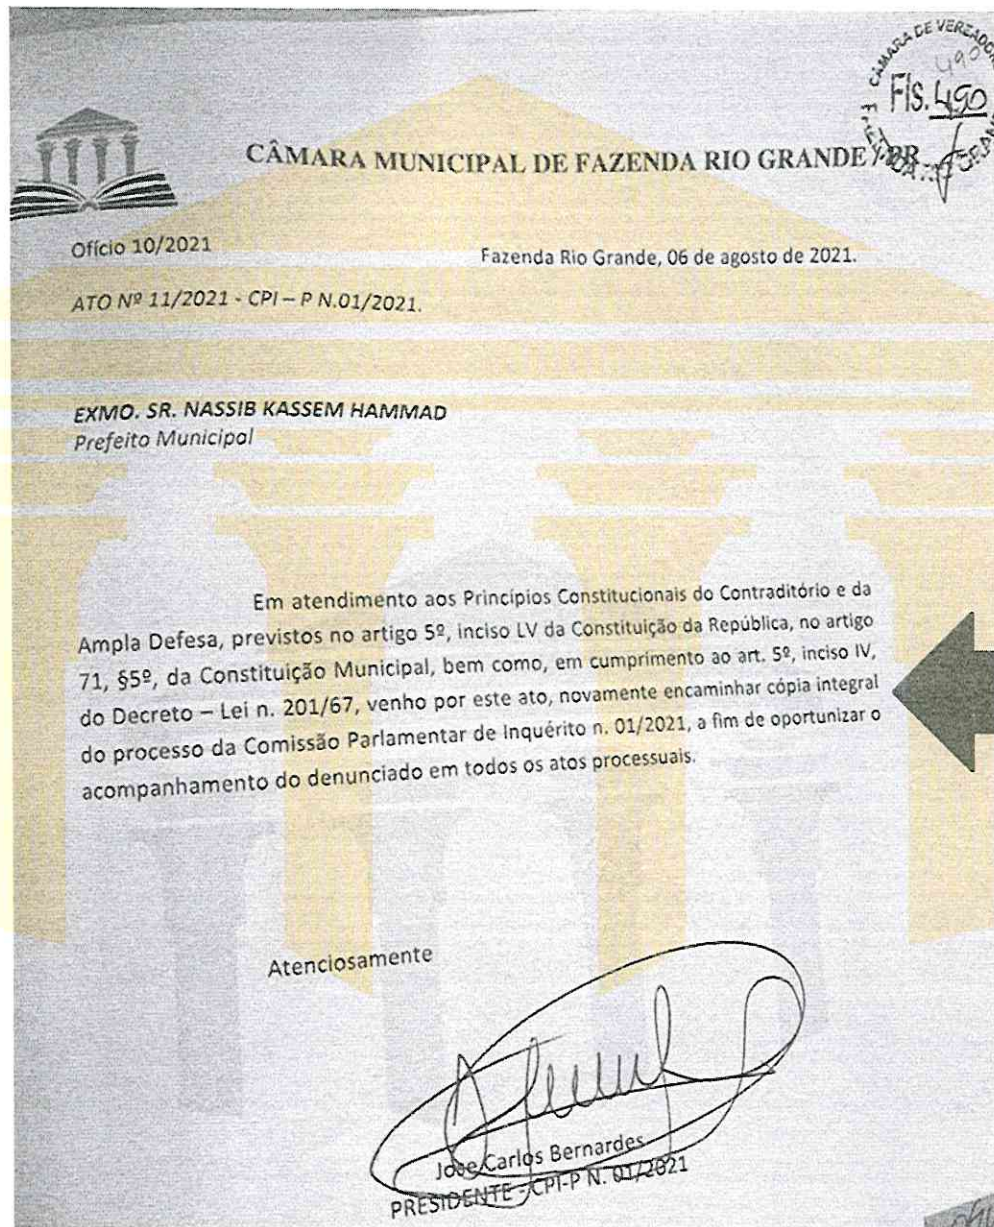 CÂMARA DE VEREADORES
490
Fls. 490
CÂMARA MUNICIPAL DE FAZENDA RIO GRANDE / PR
Ofício 10/2021
Fazenda Rio Grande, 06 de agosto de 2021.
ATO Nº 11/2021 - CPI – P N.01/2021.
EXMO. SR. NASSIB KASSEM HAMMAD
Prefeito Municipal
Em atendimento aos Princípios Constitucionais do Contraditório e da
Ampla Defesa, previstos no artigo 5º, inciso LV da Constituição da República, no artigo
71, §5º, da Constituição Municipal, bem como, em cumprimento ao art. 5º, inciso IV,
do Decreto – Lei n. 201/67, venho por este ato, novamente encaminhar cópia integral
do processo da Comissão Parlamentar de Inquérito n. 01/2021, a fim de oportunizar o
acompanhamento do denunciado em todos os atos processuais.
Atenciosamente
Jose Carlos Bernardes
PRESIDENTE - CPI-P N. 01/2021